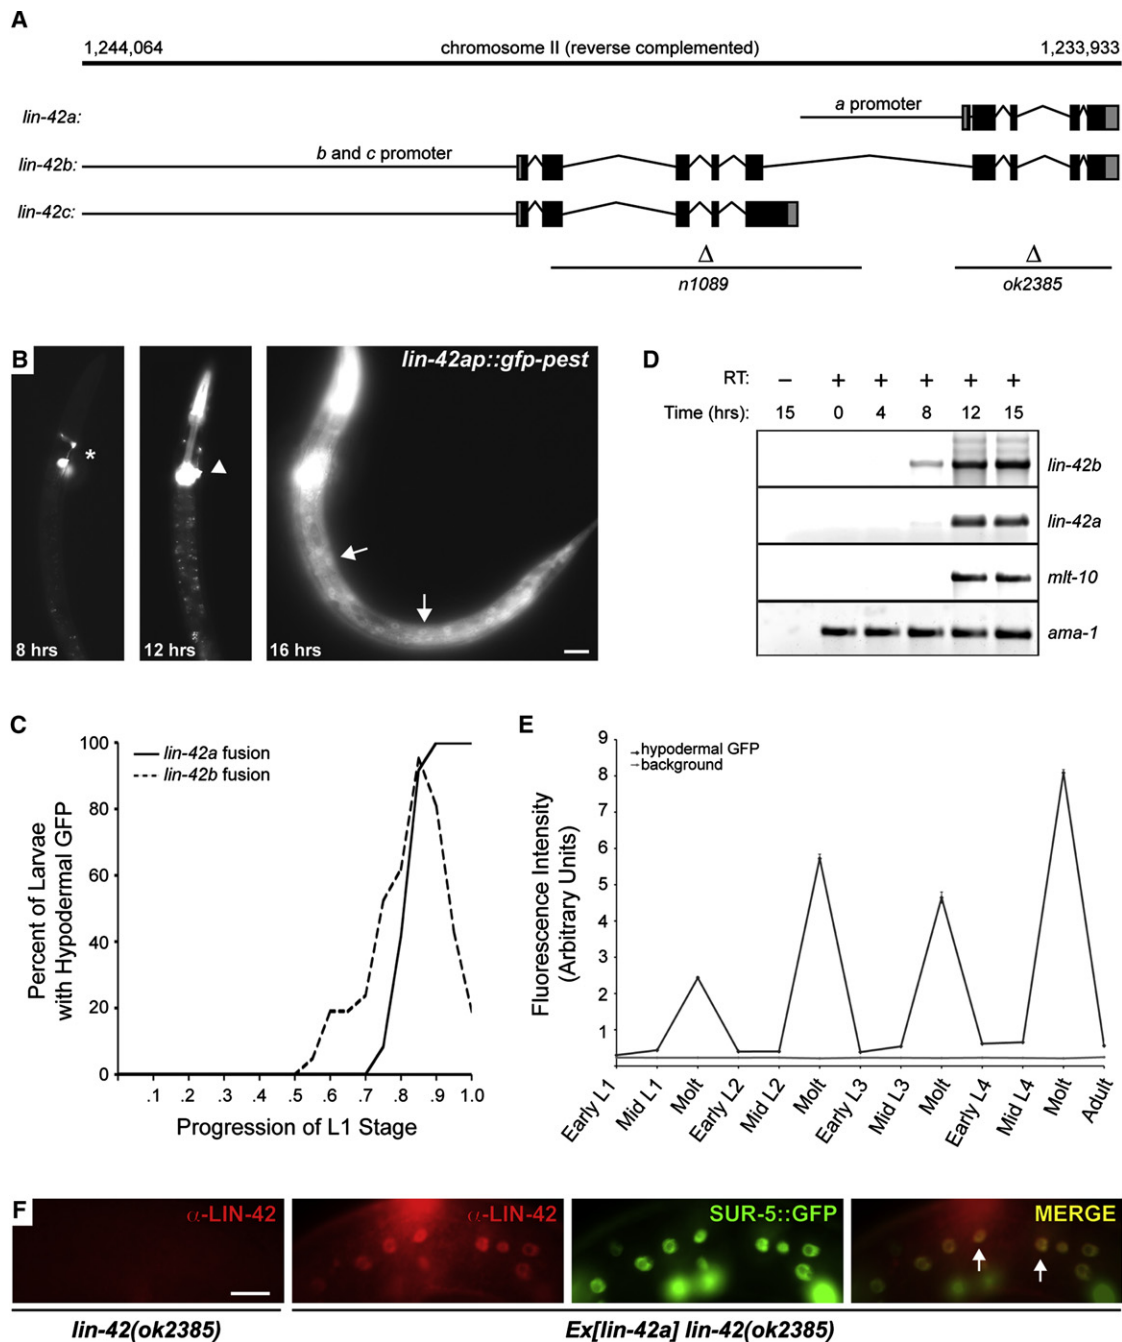 A
1,244,064 chromosome II (reverse complemented) 1,233,933
lin-42a: a promoter
lin-42b: b and c promoter
lin-42c:
Δ Δ
n1089 ok2385
B
lin-42ap::gfp-pest
*
8 hrs 12 hrs 16 hrs
D
RT: – + + + + +
Time (hrs): 15 0 4 8 12 15
lin-42b
lin-42a
mlt-10
ama-1
C
lin-42a fusion
lin-42b fusion
Percent of Larvae
with Hypodermal GFP
100
80
60
40
20
0
.1 .2 .3 .4 .5 .6 .7 .8 .9 1.0
Progression of L1 Stage
E
hypodermal GFP
background
Fluorescence Intensity
(Arbitrary Units)
9
8
7
6
5
4
3
2
1
Early L1
Mid L1
Molt
Early L2
Mid L2
Molt
Early L3
Mid L3
Molt
Early L4
Mid L4
Molt
Adult
F
α-LIN-42 α-LIN-42 SUR-5::GFP MERGE
lin-42(ok2385) Ex[lin-42a] lin-42(ok2385)